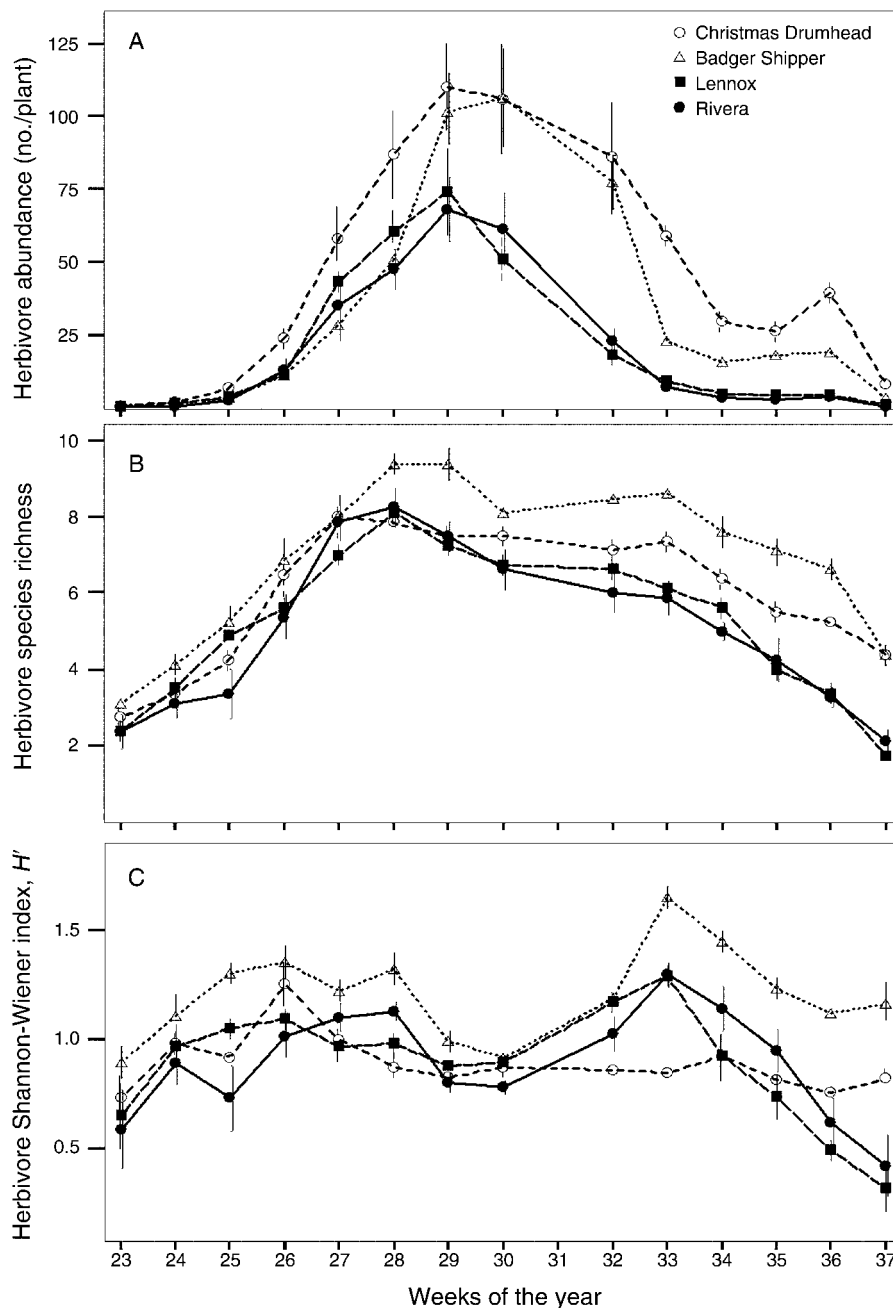 A
Christmas Drumhead
Badger Shipper
Lennox
Rivera
Herbivore abundance (no./plant)
125
100
75
50
25
B
Herbivore species richness
10
8
6
4
2
C
Herbivore Shannon-Wiener index, H′
1.5
1.0
0.5
23 24 25 26 27 28 29 30 31 32 33 34 35 36 37
Weeks of the year